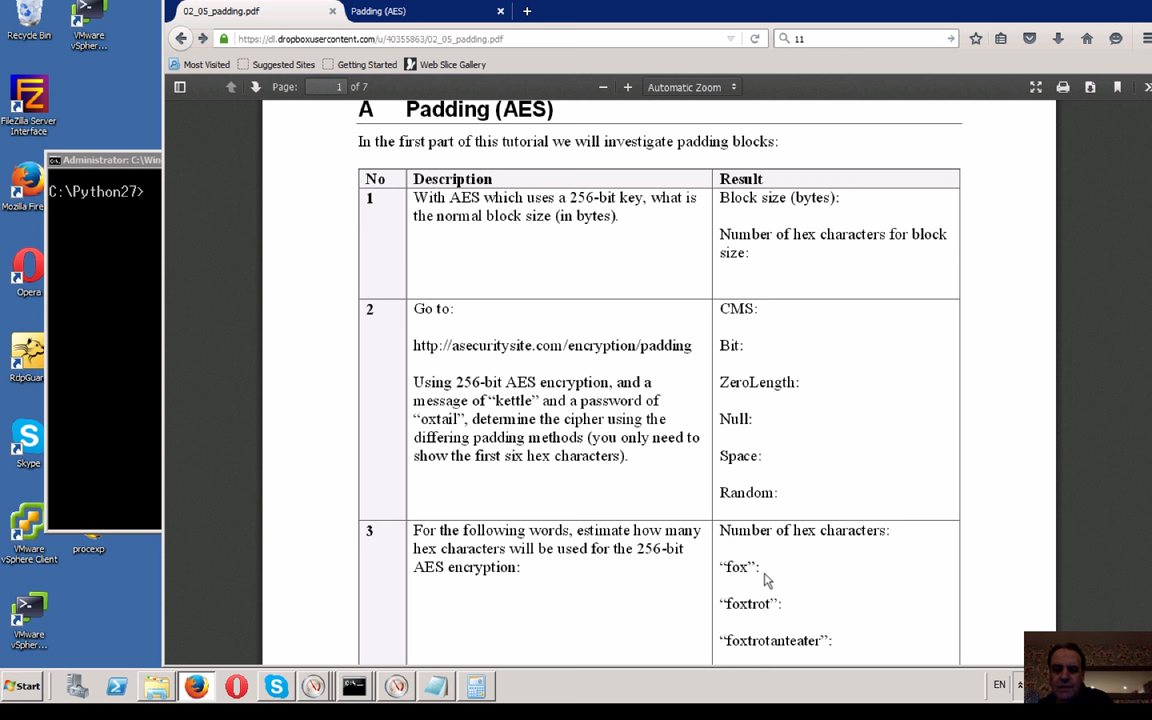 02_05_padding.pdf
Padding (AES)
https://dl.dropboxusercontent.com/u/40355863/02_05_padding.pdf
11
Most Visited
Suggested Sites
Getting Started
Web Slice Gallery
Page:
1
of 7
Automatic Zoom
Recycle Bin
VMware
vSpher...
FileZilla Server
Interface
Mozilla Fire
Opera
RdpGuar
Skype
VMware
vSphere Client
procexp
VMware
vSpher...
Administrator: C:\Win
C:\Python27>
A Padding (AES)
In the first part of this tutorial we will investigate padding blocks:
No Description Result
1 With AES which uses a 256-bit key, what is
the normal block size (in bytes).
Block size (bytes):
Number of hex characters for block
size:
2 Go to:
http://asecuritysite.com/encryption/padding
Using 256-bit AES encryption, and a
message of “kettle” and a password of
“oxtail”, determine the cipher using the
differing padding methods (you only need to
show the first six hex characters).
CMS:
Bit:
ZeroLength:
Null:
Space:
Random:
3 For the following words, estimate how many
hex characters will be used for the 256-bit
AES encryption:
Number of hex characters:
“fox”:
“foxtrot”:
“foxtrotanteater”:
Start
EN